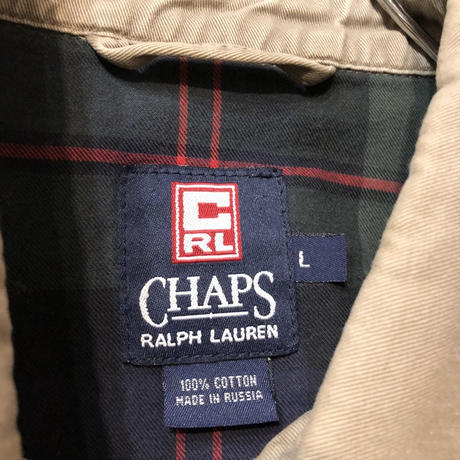 C
RL
L
CHAPS
RALPH LAUREN
100% COTTON
MADE IN RUSSIA